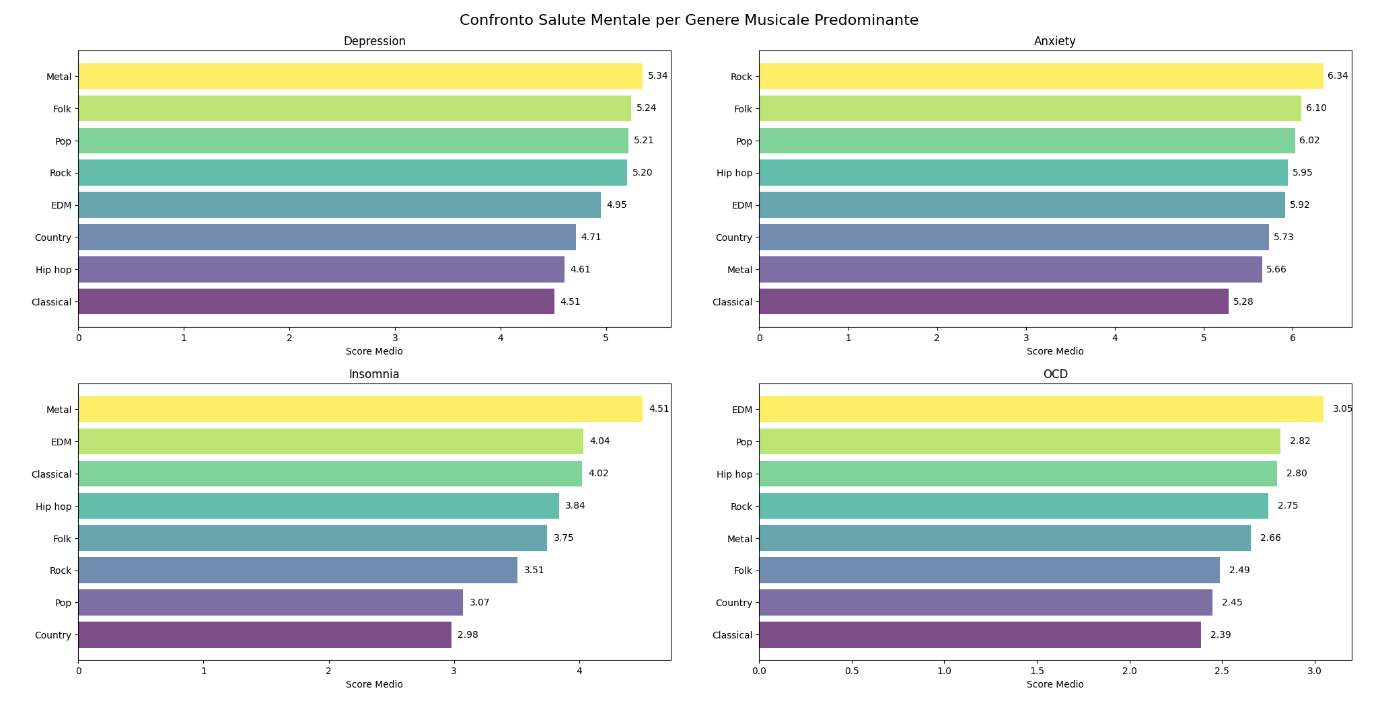 Confronto Salute Mentale per Genere Musicale Predominante
Depression
Metal 5.34
Folk 5.24
Pop 5.21
Rock 5.20
EDM 4.95
Country 4.71
Hip hop 4.61
Classical 4.51
0 1 2 3 4 5
Score Medio
Anxiety
Rock 6.34
Folk 6.10
Pop 6.02
Hip hop 5.95
EDM 5.92
Country 5.73
Metal 5.66
Classical 5.28
0 1 2 3 4 5 6
Score Medio
Insomnia
Metal 4.51
EDM 4.04
Classical 4.02
Hip hop 3.84
Folk 3.75
Rock 3.51
Pop 3.07
Country 2.98
0 1 2 3 4
Score Medio
OCD
EDM 3.05
Pop 2.82
Hip hop 2.80
Rock 2.75
Metal 2.66
Folk 2.49
Country 2.45
Classical 2.39
0.0 0.5 1.0 1.5 2.0 2.5 3.0
Score Medio